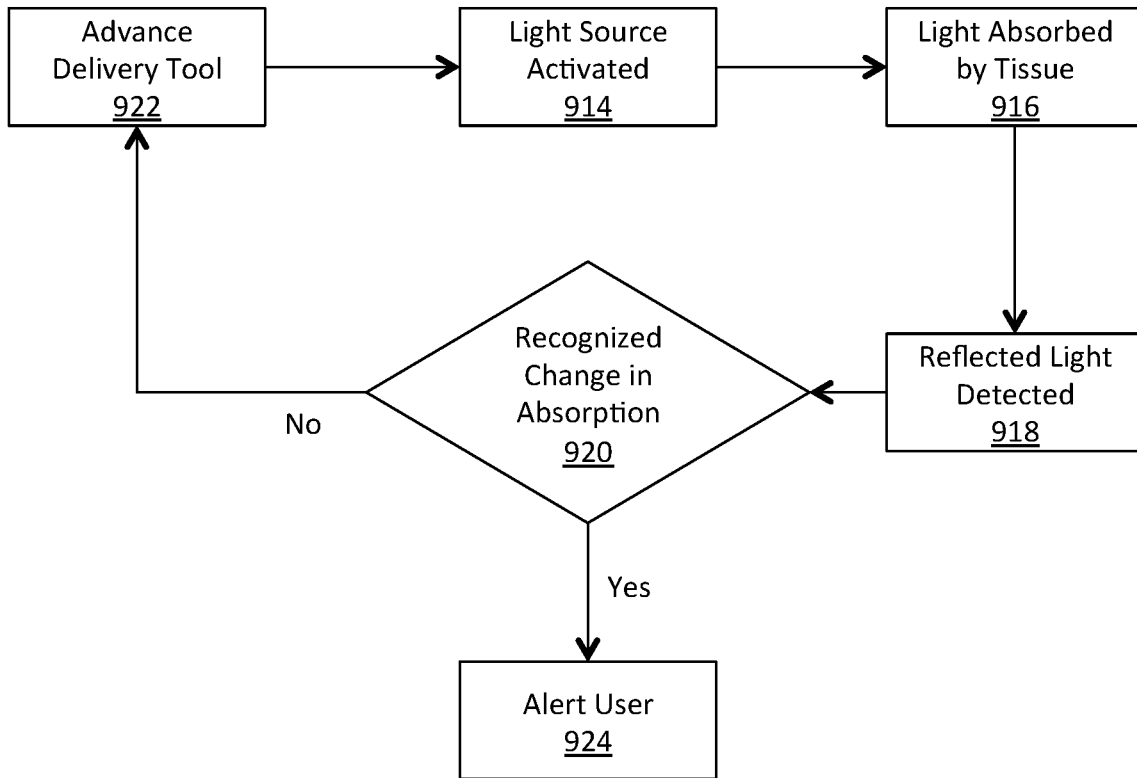 Advance
Delivery Tool
922
Light Source
Activated
914
Light Absorbed
by Tissue
916
Recognized
Change in
Absorption
920
Reflected Light
Detected
918
No
Yes
Alert User
924